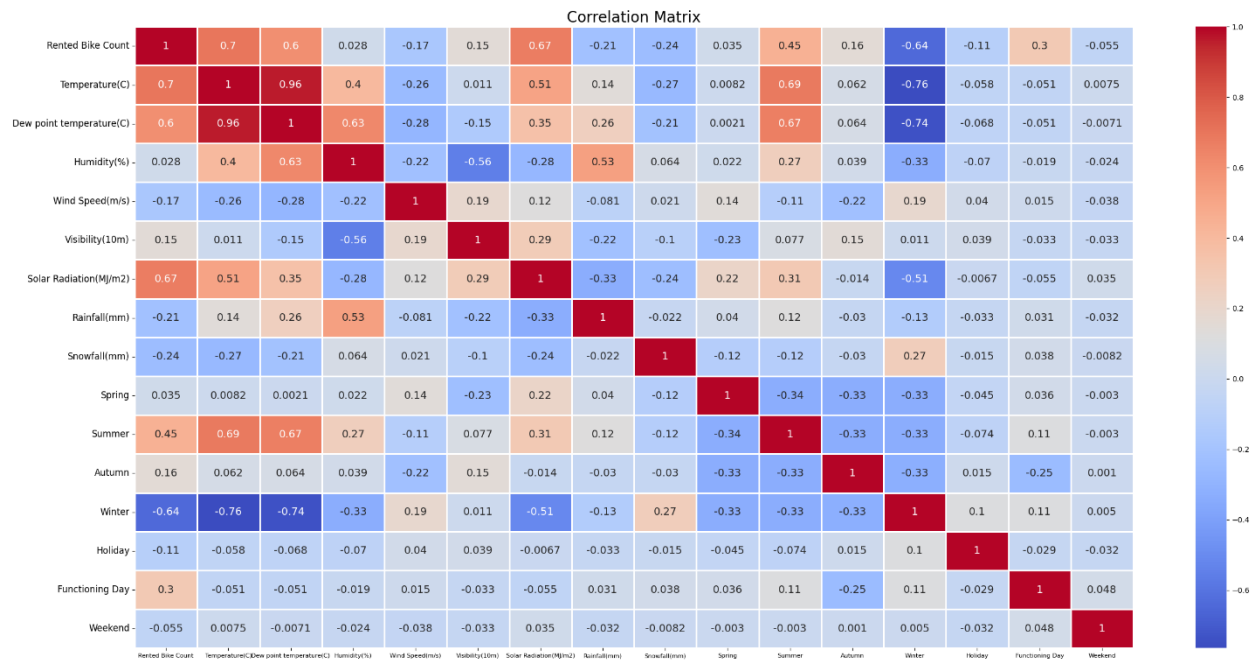 Correlation Matrix
Rented Bike Count 1 0.7 0.6 0.028 -0.17 0.15 0.67 -0.21 -0.24 0.035 0.45 0.16 -0.64 -0.11 0.3 -0.055
Temperature(C) 0.7 1 0.96 0.4 -0.26 0.011 0.51 0.14 -0.27 0.0082 0.69 0.062 -0.76 -0.058 -0.051 0.0075
Dew point temperature(C) 0.6 0.96 1 0.63 -0.28 -0.15 0.35 0.26 -0.21 0.0021 0.67 0.064 -0.74 -0.068 -0.051 -0.0071
Humidity(%) 0.028 0.4 0.63 1 -0.22 -0.56 -0.28 0.53 0.064 0.022 0.27 0.039 -0.33 -0.07 -0.019 -0.024
Wind Speed(m/s) -0.17 -0.26 -0.28 -0.22 1 0.19 0.12 -0.081 0.021 0.14 -0.11 -0.22 0.19 0.04 0.015 -0.038
Visibility(10m) 0.15 0.011 -0.15 -0.56 0.19 1 0.29 -0.22 -0.1 -0.23 0.077 0.15 0.011 0.039 -0.033 -0.033
Solar Radiation(MJ/m2) 0.67 0.51 0.35 -0.28 0.12 0.29 1 -0.33 -0.24 0.22 0.31 -0.014 -0.51 -0.0067 -0.055 0.035
Rainfall(mm) -0.21 0.14 0.26 0.53 -0.081 -0.22 -0.33 1 -0.022 0.04 0.12 -0.03 -0.13 -0.033 0.031 -0.032
Snowfall(mm) -0.24 -0.27 -0.21 0.064 0.021 -0.1 -0.24 -0.022 1 -0.12 -0.12 -0.03 0.27 -0.015 0.038 -0.0082
Spring 0.035 0.0082 0.0021 0.022 0.14 -0.23 0.22 0.04 -0.12 1 -0.34 -0.33 -0.33 -0.045 0.036 -0.003
Summer 0.45 0.69 0.67 0.27 -0.11 0.077 0.31 0.12 -0.12 -0.34 1 -0.33 -0.33 -0.074 0.11 -0.003
Autumn 0.16 0.062 0.064 0.039 -0.22 0.15 -0.014 -0.03 -0.03 -0.33 -0.33 1 -0.33 0.015 -0.25 0.001
Winter -0.64 -0.76 -0.74 -0.33 0.19 0.011 -0.51 -0.13 0.27 -0.33 -0.33 -0.33 1 0.1 0.11 0.005
Holiday -0.11 -0.058 -0.068 -0.07 0.04 0.039 -0.0067 -0.033 -0.015 -0.045 -0.074 0.015 0.1 1 -0.029 -0.032
Functioning Day 0.3 -0.051 -0.051 -0.019 0.015 -0.033 -0.055 0.031 0.038 0.036 0.11 -0.25 0.11 -0.029 1 0.048
Weekend -0.055 0.0075 -0.0071 -0.024 -0.038 -0.033 0.035 -0.032 -0.0082 -0.003 -0.003 0.001 0.005 -0.032 0.048 1
Rented Bike Count Temperature(C) Dew point temperature(C) Humidity(%) Wind Speed(m/s) Visibility(10m) Solar Radiation(MJ/m2) Rainfall(mm) Snowfall(mm) Spring Summer Autumn Winter Holiday Functioning Day Weekend
1.0
0.8
0.6
0.4
0.2
0.0
-0.2
-0.4
-0.6